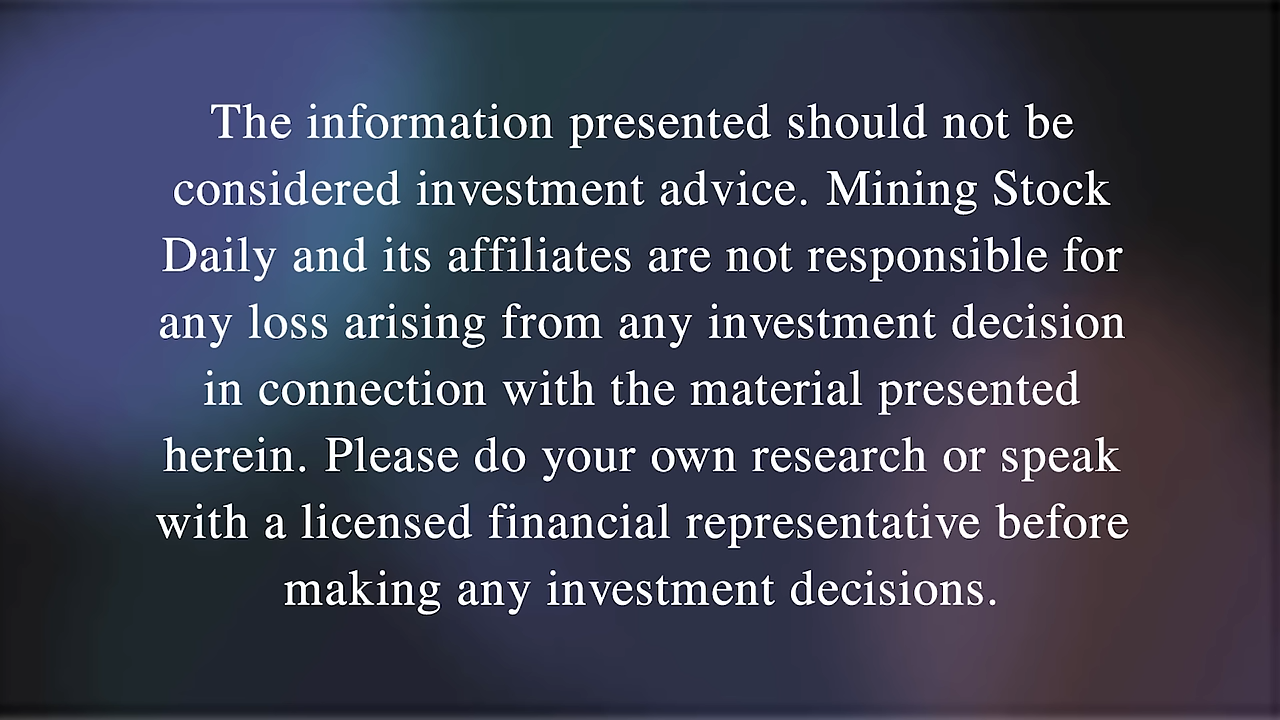 The information presented should not be
considered investment advice. Mining Stock
Daily and its affiliates are not responsible for
any loss arising from any investment decision
in connection with the material presented
herein. Please do your own research or speak
with a licensed financial representative before
making any investment decisions.